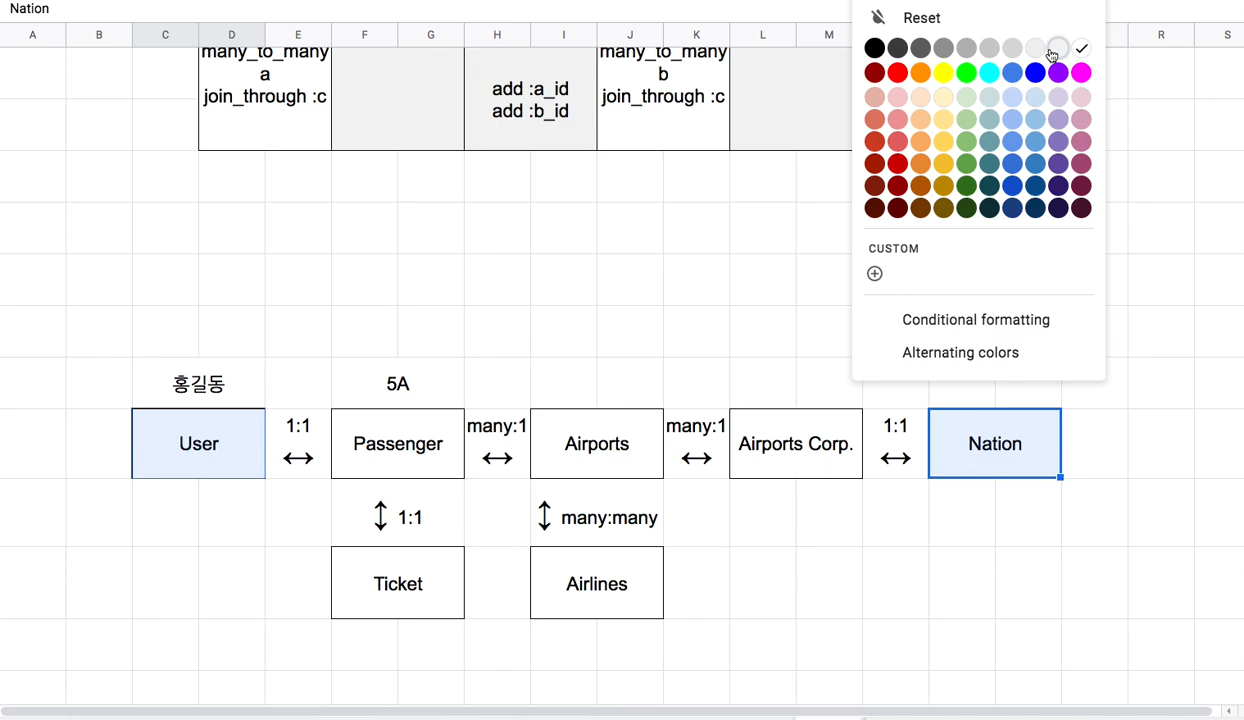 Nation
A B C D E F G H I J K L M R S
many_to_many
a
join_through :c
add :a_id
add :b_id
many_to_many
b
join_through :c
Reset
CUSTOM
Conditional formatting
Alternating colors
홍길동
5A
User
1:1
Passenger
many:1
Airports
many:1
Airports Corp.
1:1
Nation
1:1
many:many
Ticket
Airlines